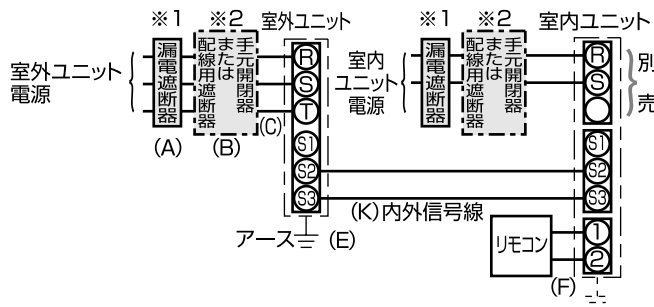 ※1
※2
室外ユニット
室外ユニット
電源
漏電遮断器
手元開閉器
または
配線用遮断器
(A)
(B)
(C)
R
S
T
S1
S2
S3
アース
(E)
※1
※2
室内ユニット
室内
ユニット
電源
漏電遮断器
手元開閉器
または
配線用遮断器
R
S
別売
S1
S2
S3
(K)内外信号線
リモコン
1
2
(F)